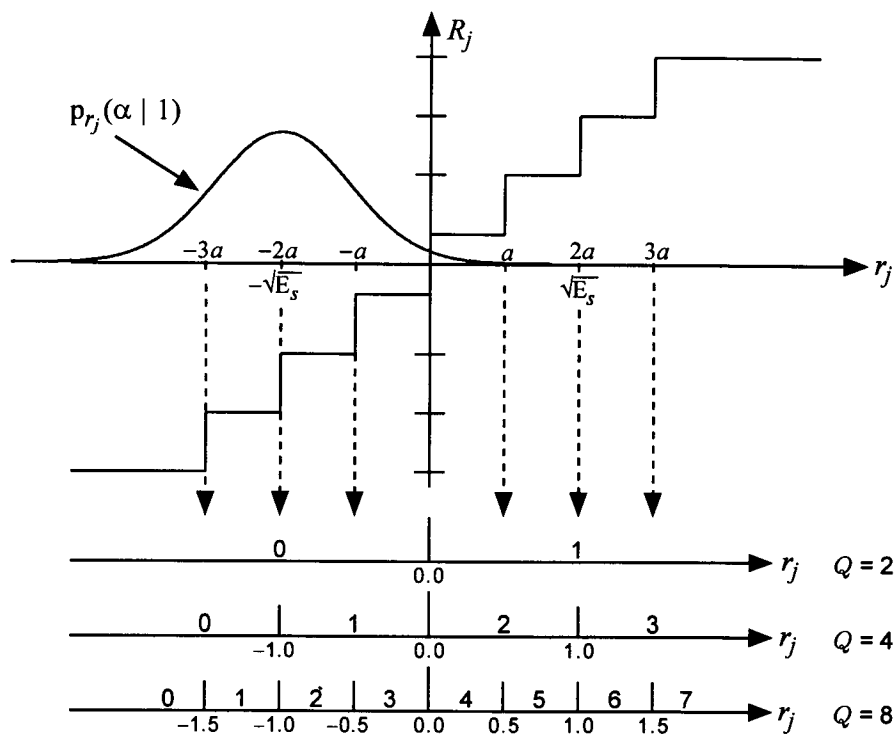 R_j
p_{r_j}(α | 1)
−3a −2a −a a 2a 3a
−√E_s √E_s r_j
0 1 r_j Q = 2
0.0
0 1 2 3 r_j Q = 4
−1.0 0.0 1.0
0 1 2 3 4 5 6 7 r_j Q = 8
−1.5 −1.0 −0.5 0.0 0.5 1.0 1.5